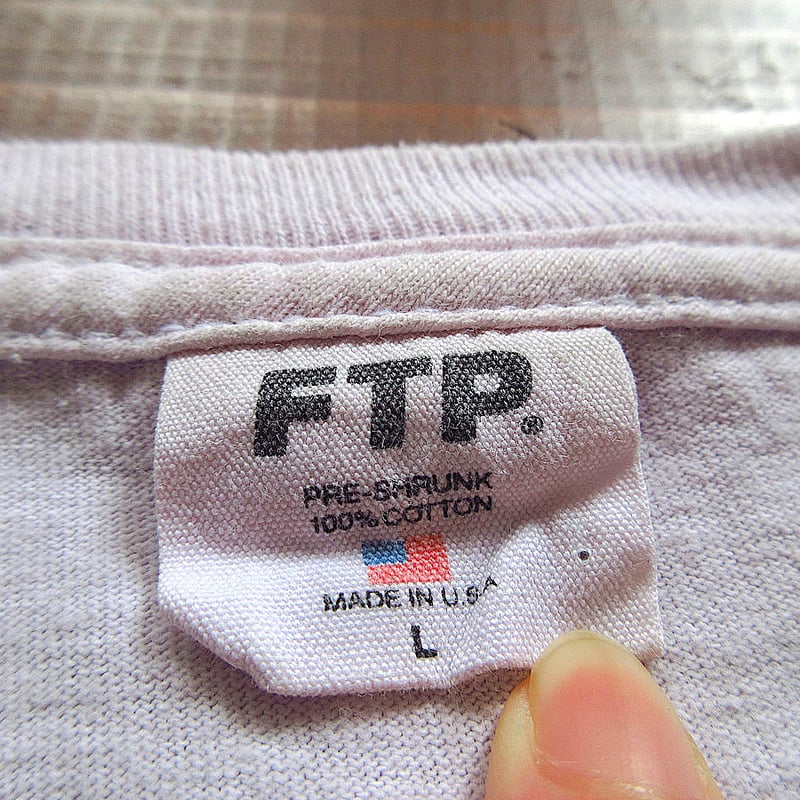 FTP®
PRE-SHRUNK
100% COTTON
MADE IN U.S.A
L